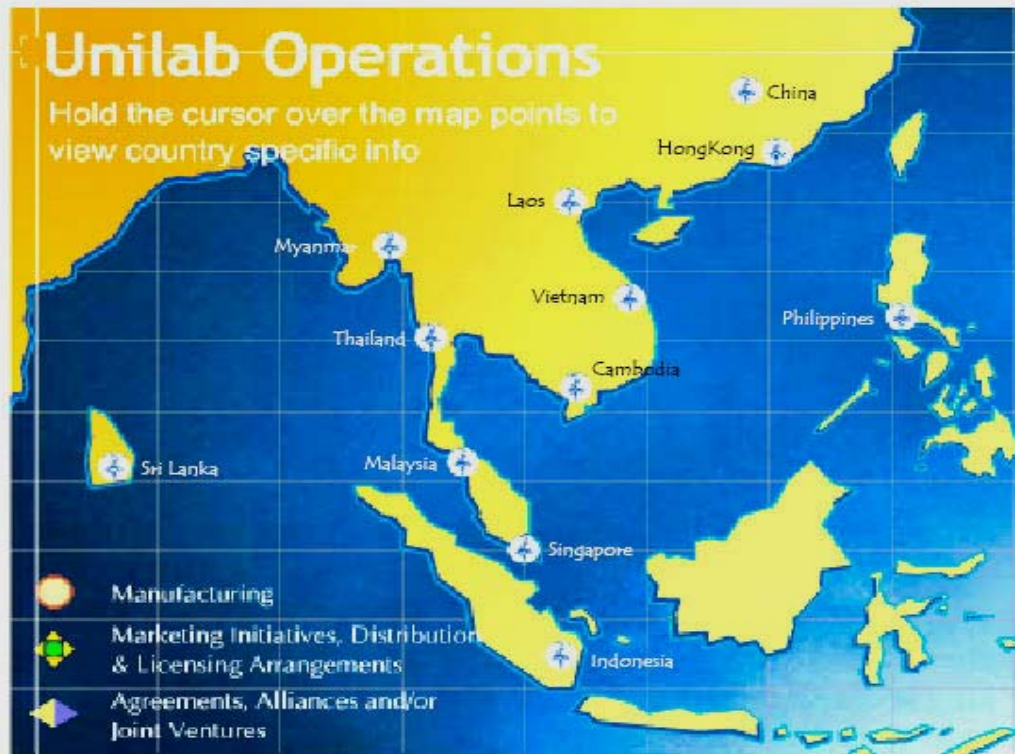 Unilab Operations
Hold the cursor over the map points to
view country specific info
China
HongKong
Laos
Myanmar
Vietnam
Philippines
Thailand
Cambodia
Malaysia
Sri Lanka
Singapore
Indonesia
Manufacturing
Marketing Initiatives, Distribution
& Licensing Arrangements
Agreements, Alliances and/or
Joint Ventures